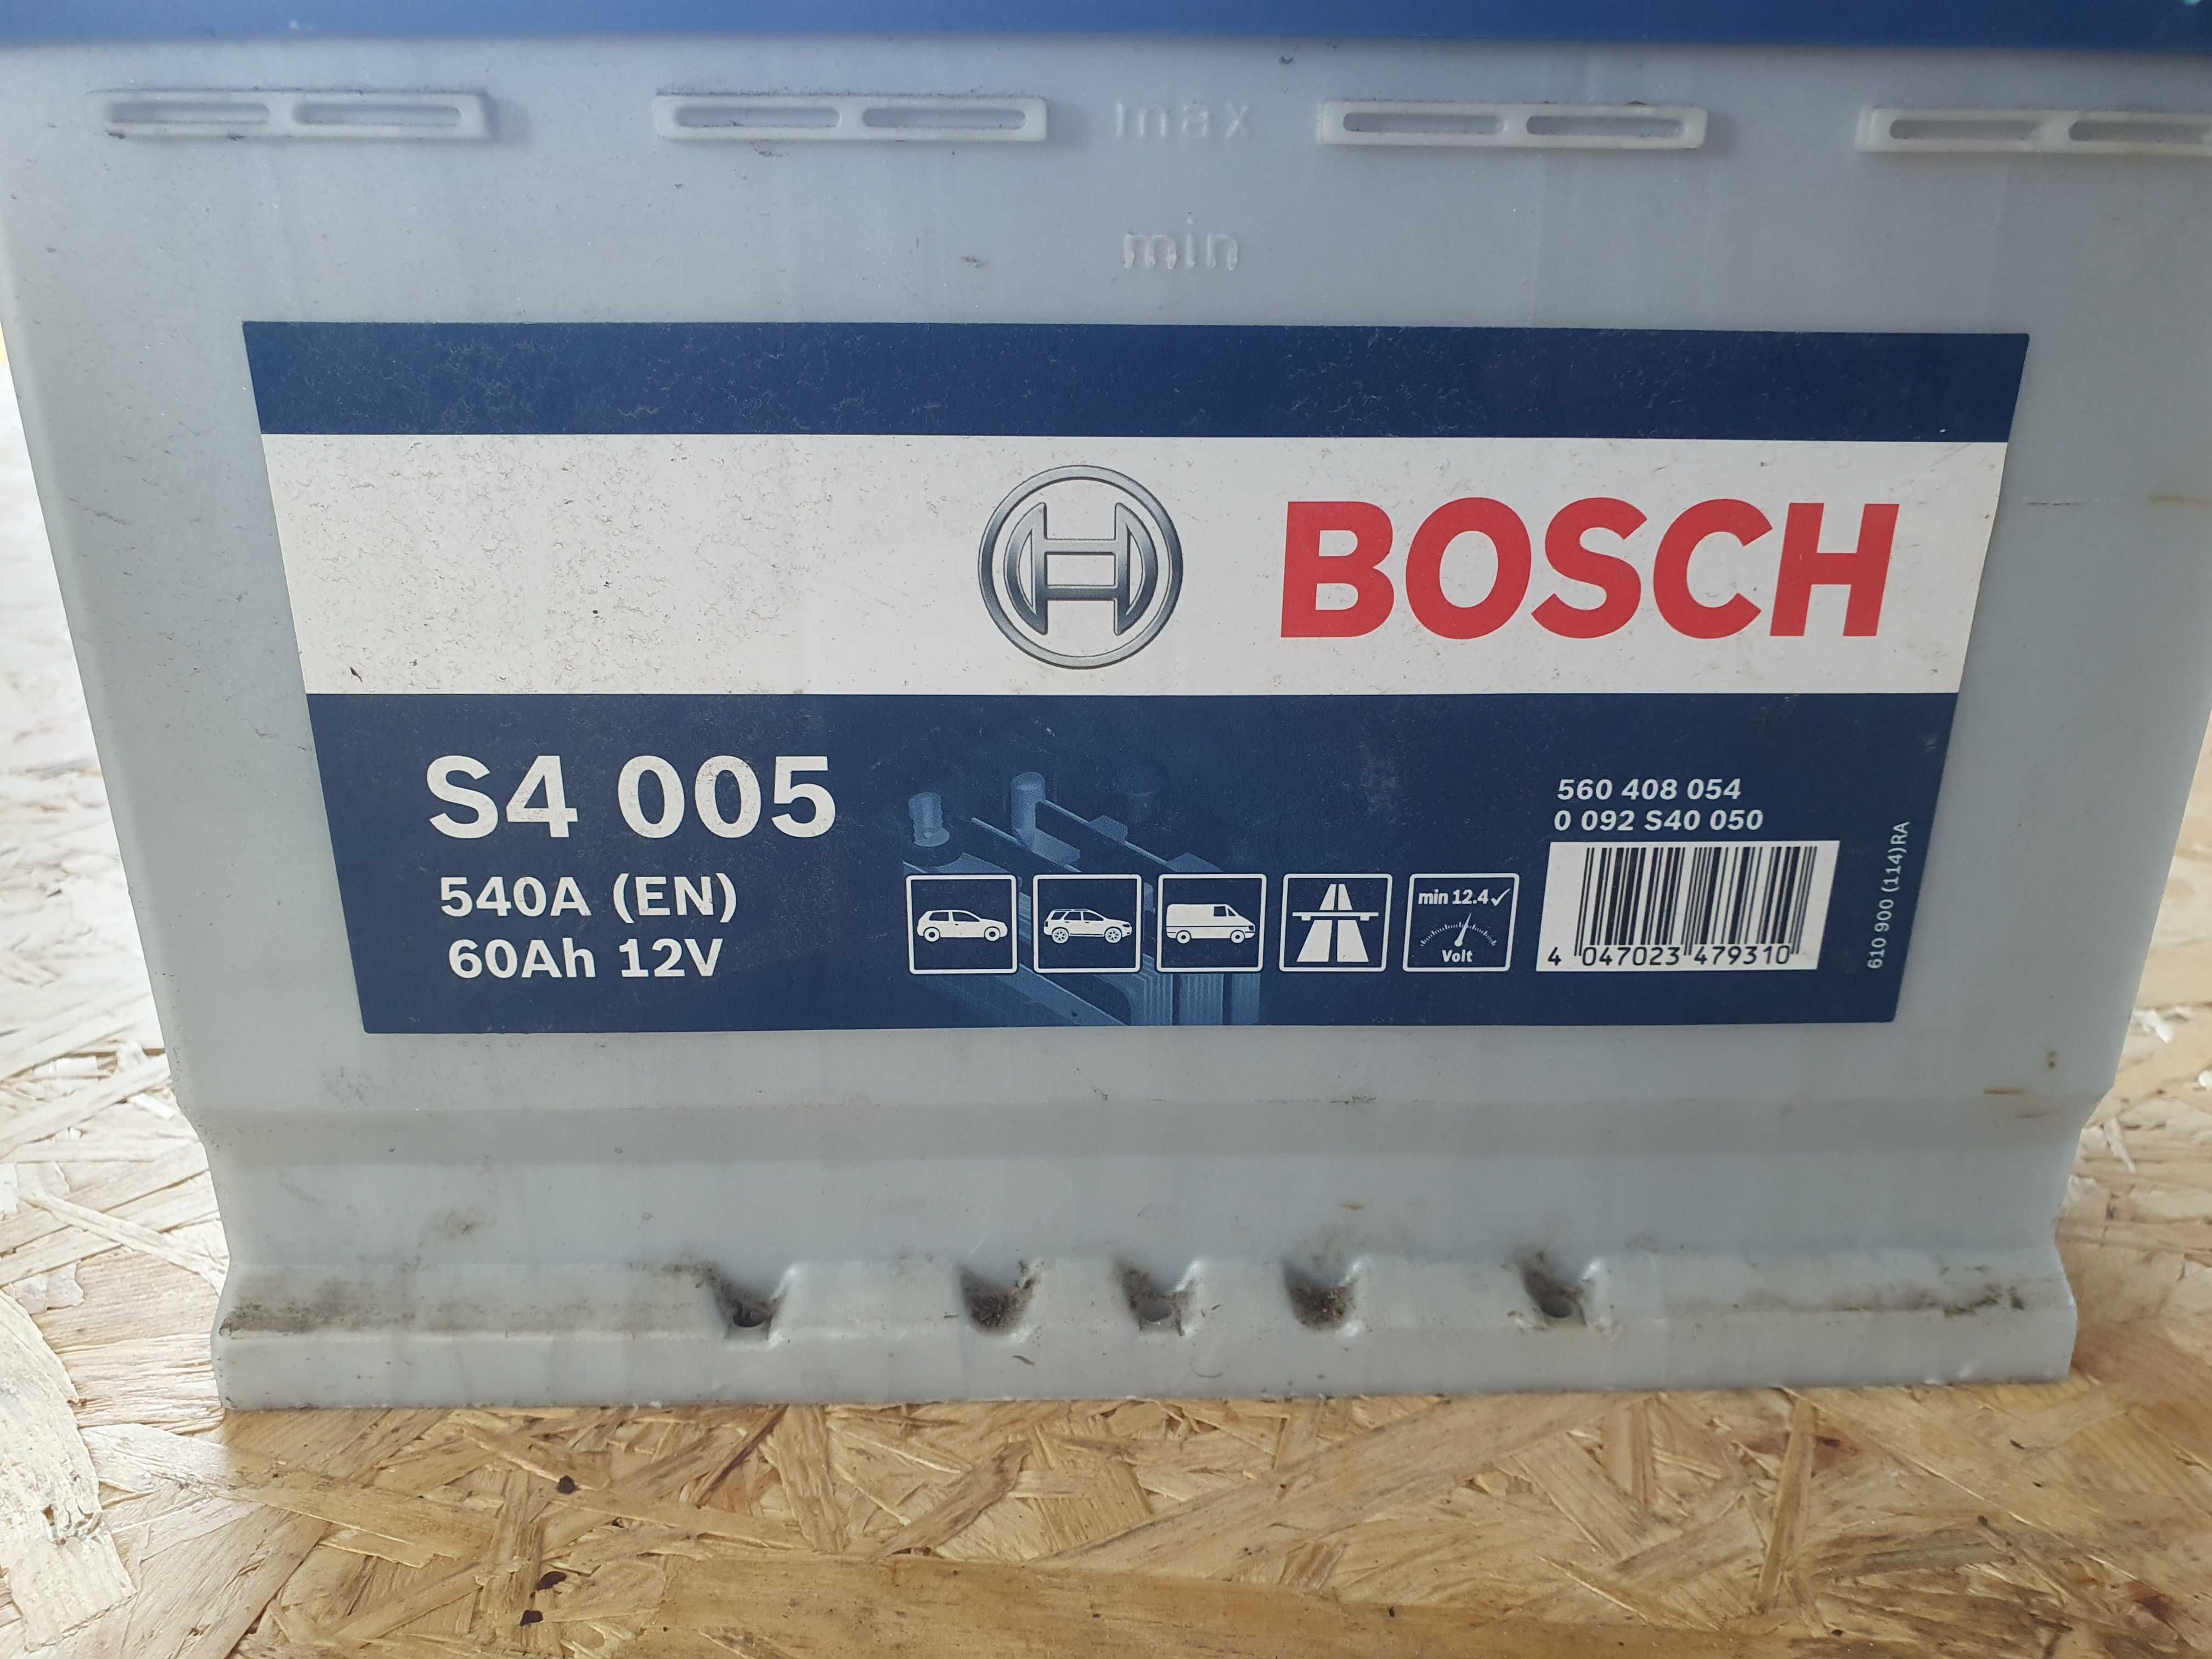 max
min
BOSCH
S4 005
540A (EN)
60Ah 12V
min 12.4✓
Volt
560 408 054
0 092 S40 050
4 047023 479310
610 900 (114)RA